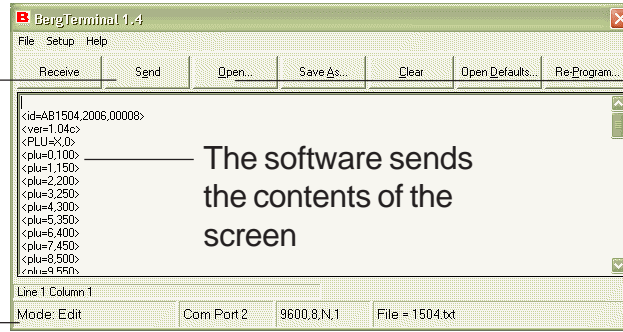 BergTerminal 1.4
File Setup Help
Receive Send Open... Save As... Clear Open Defaults... Re-Program...
<id=AB1504,2006,00008>
<ver=1.04c>
<PLU=X,0>
<plu=0,100>
<plu=1,150>
<plu=2,200>
<plu=3,250>
<plu=4,300>
<plu=5,350>
<plu=6,400>
<plu=7,450>
<plu=8,500>
<plu=9,550>
The software sends
the contents of the
screen
Line 1 Column 1
Mode: Edit Com Port 2 9600,8,N,1 File = 1504.txt